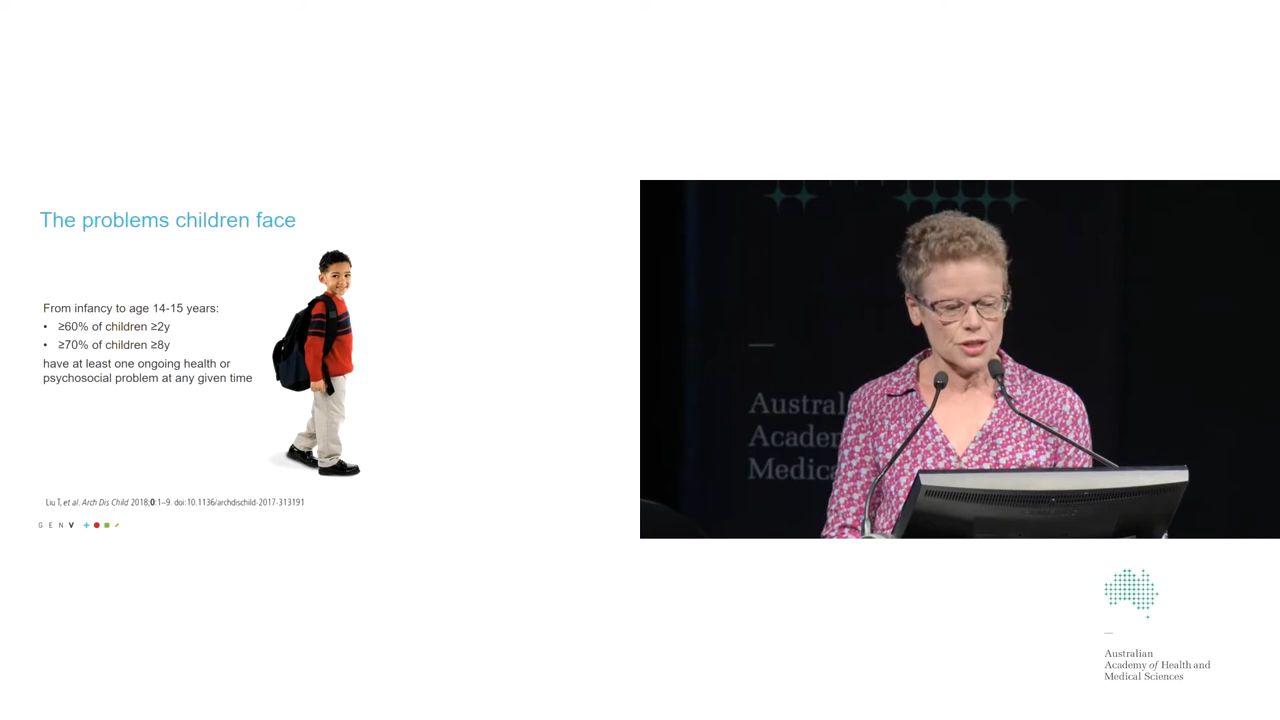 The problems children face
From infancy to age 14-15 years:
• ≥60% of children ≥2y
• ≥70% of children ≥8y
have at least one ongoing health or
psychosocial problem at any given time
Liu T, et al. Arch Dis Child 2018;0:1–9. doi:10.1136/archdischild-2017-313191
GENV
Austral
Academ
Medica
Australian
Academy of Health and
Medical Sciences